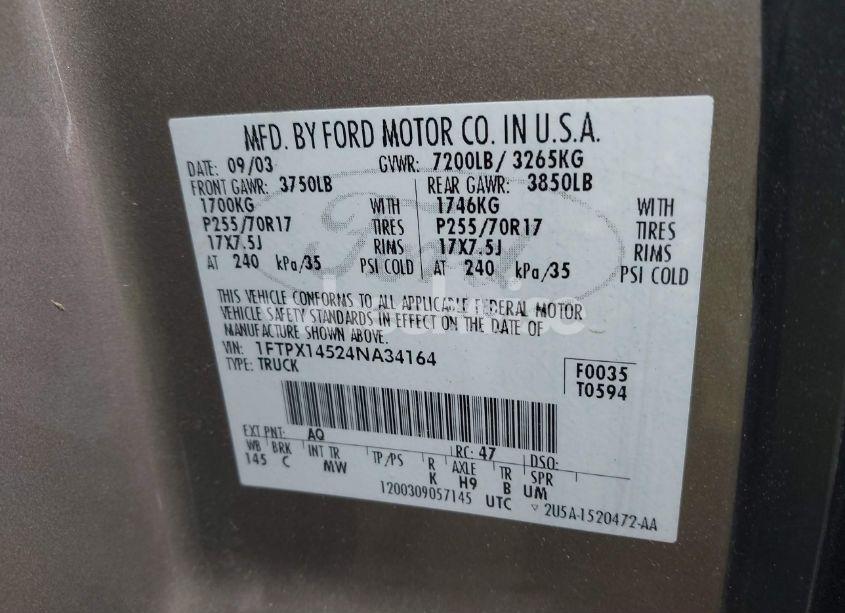 MFD. BY FORD MOTOR CO. IN U.S.A.
DATE: 09/03 GVWR: 7200LB/ 3265KG
FRONT GAWR: 3750LB REAR GAWR: 3850LB
1700KG WITH 1746KG WITH
P255/70R17 TIRES P255/70R17 TIRES
17X7.5J RIMS 17X7.5J RIMS
AT 240 kPa/35 PSI COLD AT 240 kPa/35 PSI COLD
THIS VEHICLE CONFORMS TO ALL APPLICABLE FEDERAL MOTOR
VEHICLE SAFETY STANDARDS IN EFFECT ON THE DATE OF
MANUFACTURE SHOWN ABOVE.
VIN: 1FTPX14524NA34164
TYPE: TRUCK
F0035
T0594
EXT PNT: AQ RC: 47 DSO:
WB BRK INT TR TP/PS R AXLE TR SPR
145 C MW K H9 B UM
1200309057145 UTC ▽ 2U5A-1520472-AA
Ford